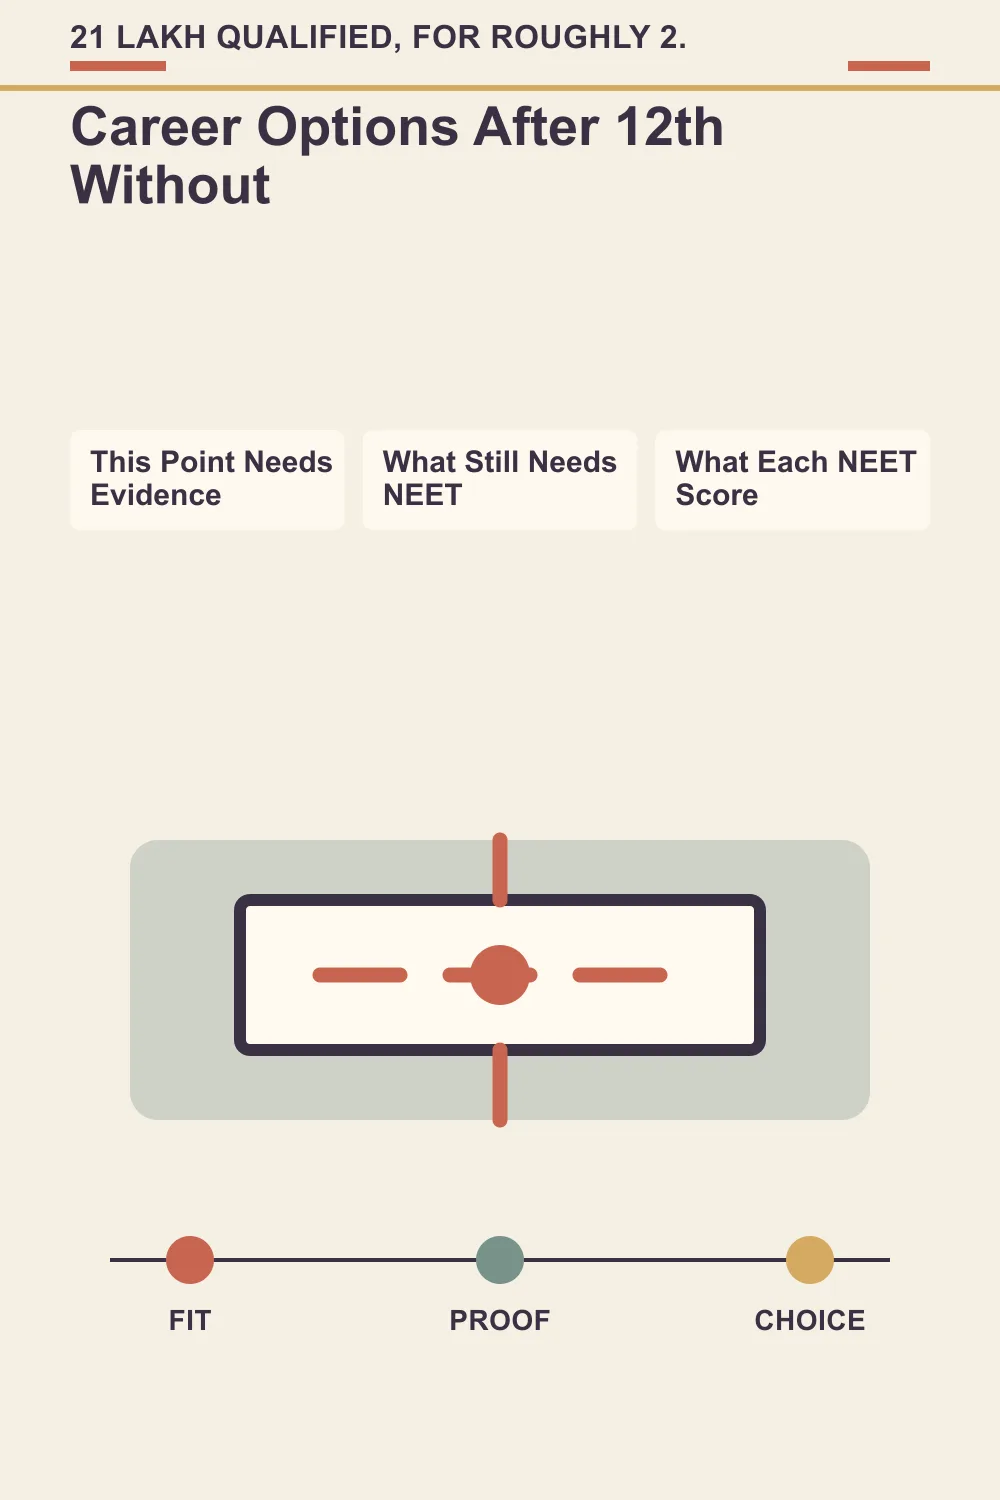 21 LAKH QUALIFIED, FOR ROUGHLY 2.
Career Options After 12th
Without
This Point Needs
Evidence
What Still Needs
NEET
What Each NEET
Score
FIT
PROOF
CHOICE